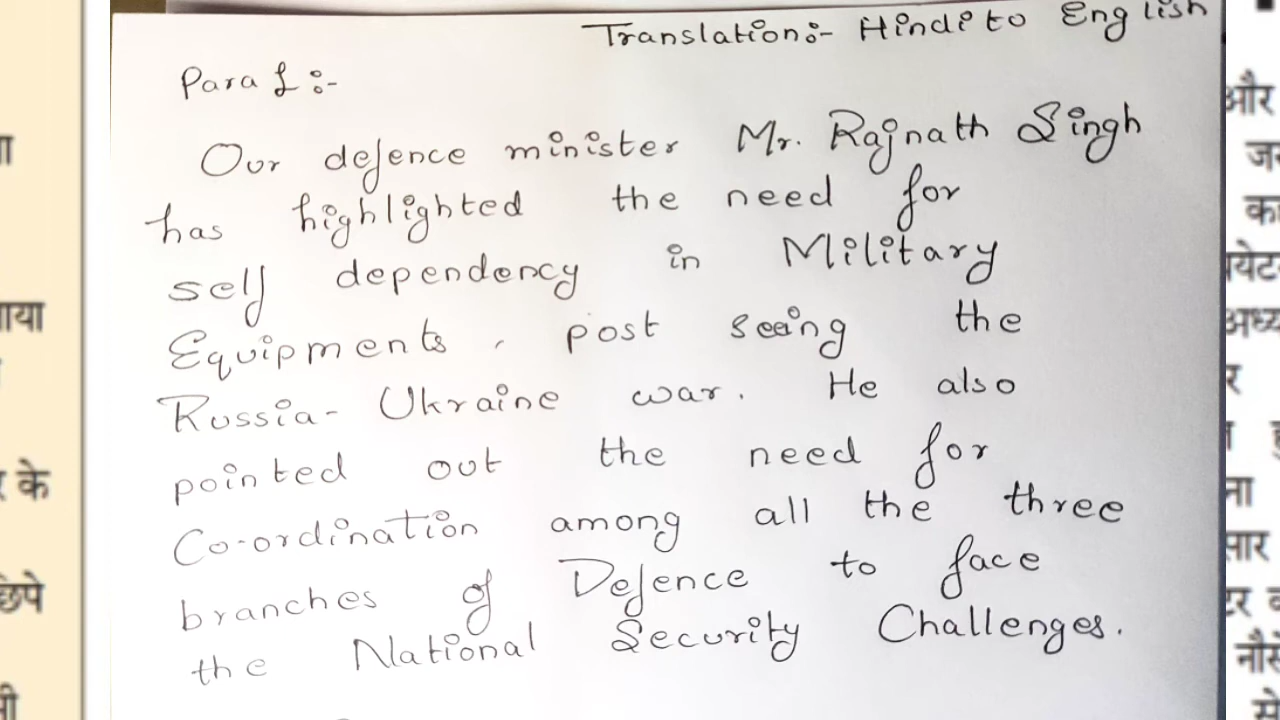 Translation:- Hindi to English
Para 1:-
Our defence minister Mr. Rajnath Singh
has highlighted the need for
self dependency in Military
Equipments, post seeing the
Russia-Ukraine war. He also
pointed out the need for
Co-ordination among all the three
branches of Defence to face
the National Security Challenges.
और
के